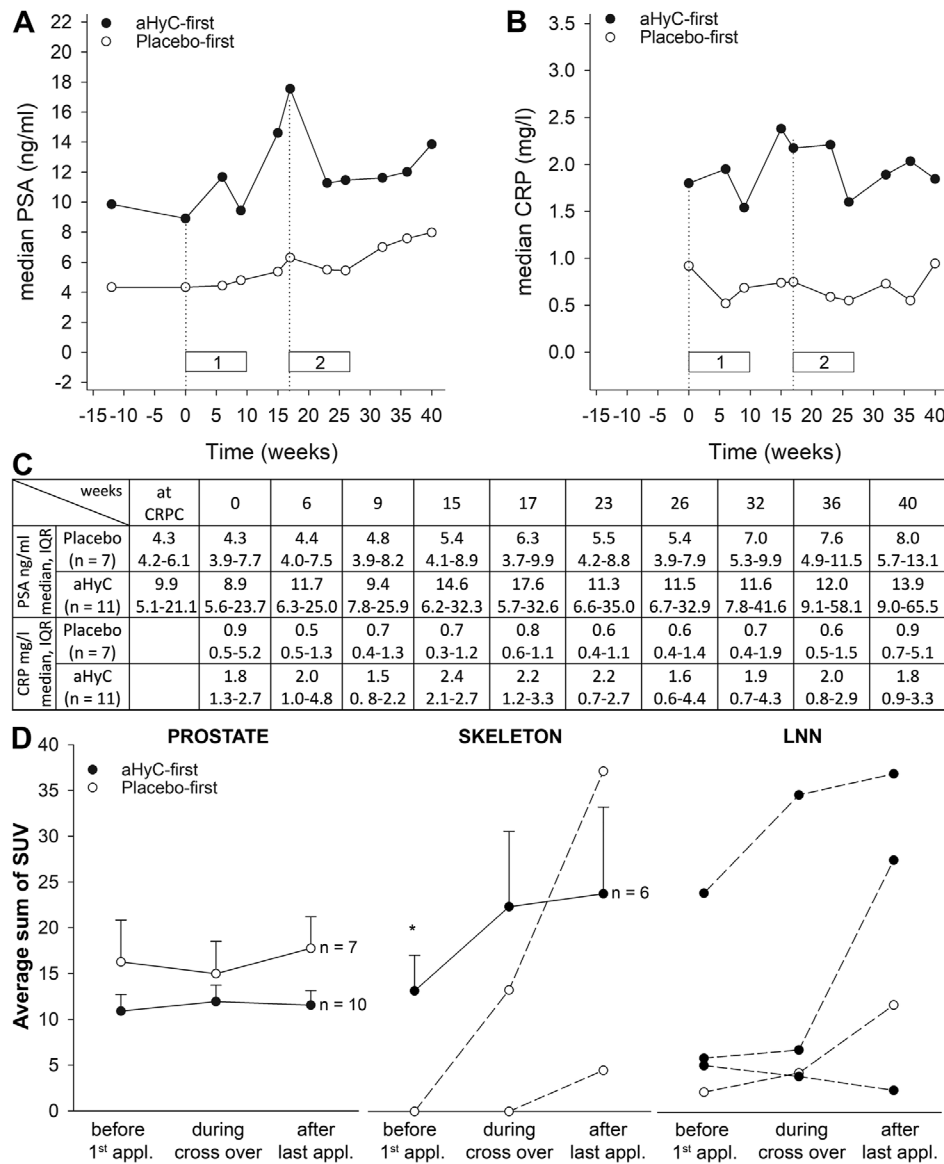 A
aHyC-first
Placebo-first
median PSA (ng/ml)
22
20
18
16
14
12
10
8
6
4
2
0
-2
1
2
-15 -10 -5 0 5 10 15 20 25 30 35 40
Time (weeks)
B
aHyC-first
Placebo-first
median CRP (mg/l)
3.5
3.0
2.5
2.0
1.5
1.0
0.5
0.0
1
2
-15 -10 -5 0 5 10 15 20 25 30 35 40
Time (weeks)
C
weeks at CRPC 0 6 9 15 17 23 26 32 36 40
PSA ng/ml median, IQR
Placebo 4.3 4.3 4.4 4.8 5.4 6.3 5.5 5.4 7.0 7.6 8.0
(n = 7) 4.2-6.1 3.9-7.7 4.0-7.5 3.9-8.2 4.1-8.9 3.7-9.9 4.2-8.8 3.9-7.9 5.3-9.9 4.9-11.5 5.7-13.1
aHyC 9.9 8.9 11.7 9.4 14.6 17.6 11.3 11.5 11.6 12.0 13.9
(n = 11) 5.1-21.1 5.6-23.7 6.3-25.0 7.8-25.9 6.2-32.3 5.7-32.6 6.6-35.0 6.7-32.9 7.8-41.6 9.1-58.1 9.0-65.5
CRP mg/l median, IQR
Placebo 0.9 0.5 0.7 0.7 0.8 0.6 0.6 0.7 0.6 0.9
(n = 7) 0.5-5.2 0.5-1.3 0.4-1.3 0.3-1.2 0.6-1.1 0.4-1.1 0.4-1.4 0.4-1.9 0.5-1.5 0.7-5.1
aHyC 1.8 2.0 1.5 2.4 2.2 2.2 1.6 1.9 2.0 1.8
(n = 11) 1.3-2.7 1.0-4.8 0. 8-2.2 2.1-2.7 1.2-3.3 0.7-2.7 0.6-4.4 0.7-4.3 0.8-2.9 0.9-3.3
D
PROSTATE SKELETON LNN
aHyC-first
Placebo-first
Average sum of SUV
40
35
30
25
20
15
10
5
0
n = 7
n = 10
*
n = 6
before during after before during after before during after
1st appl. cross over last appl. 1st appl. cross over last appl. 1st appl. cross over last appl.